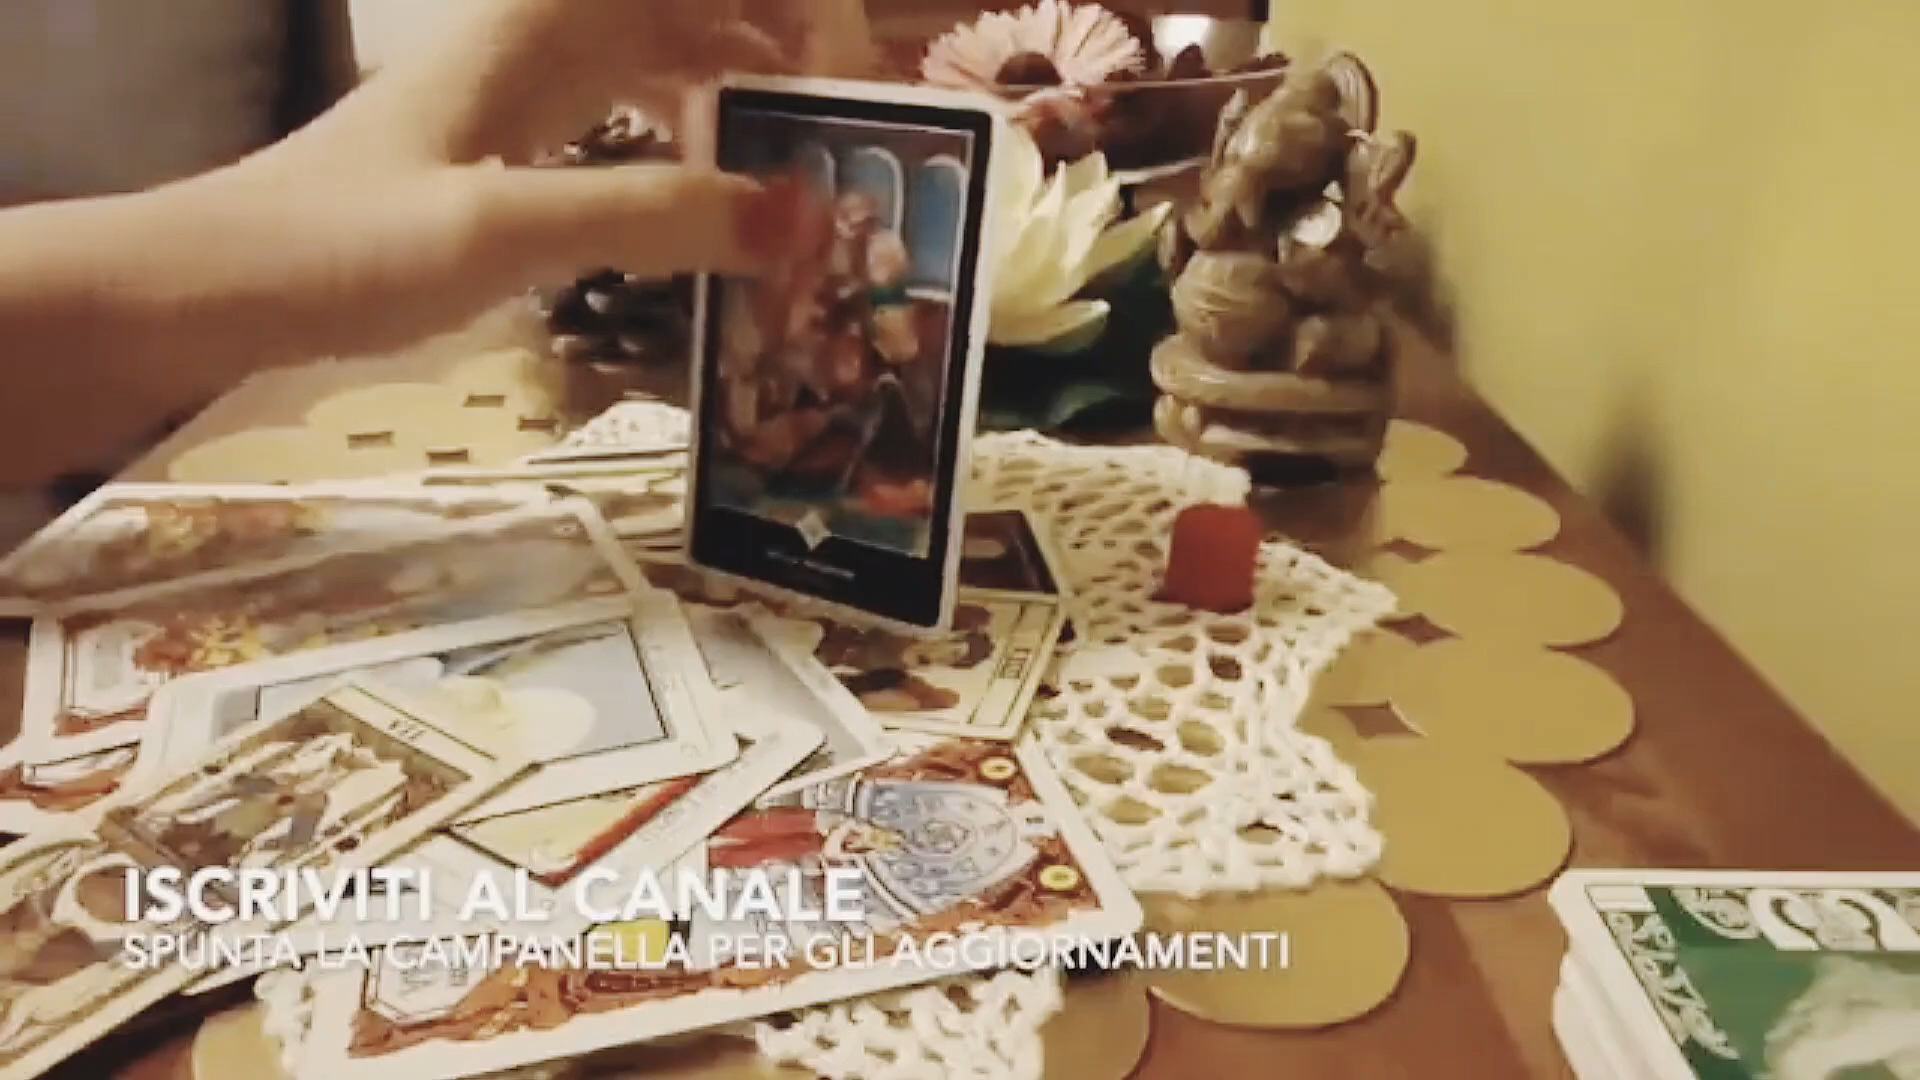 ISCRIVITI AL CANALE
SPUNTA LA CAMPANELLA PER GLI AGGIORNAMENTI